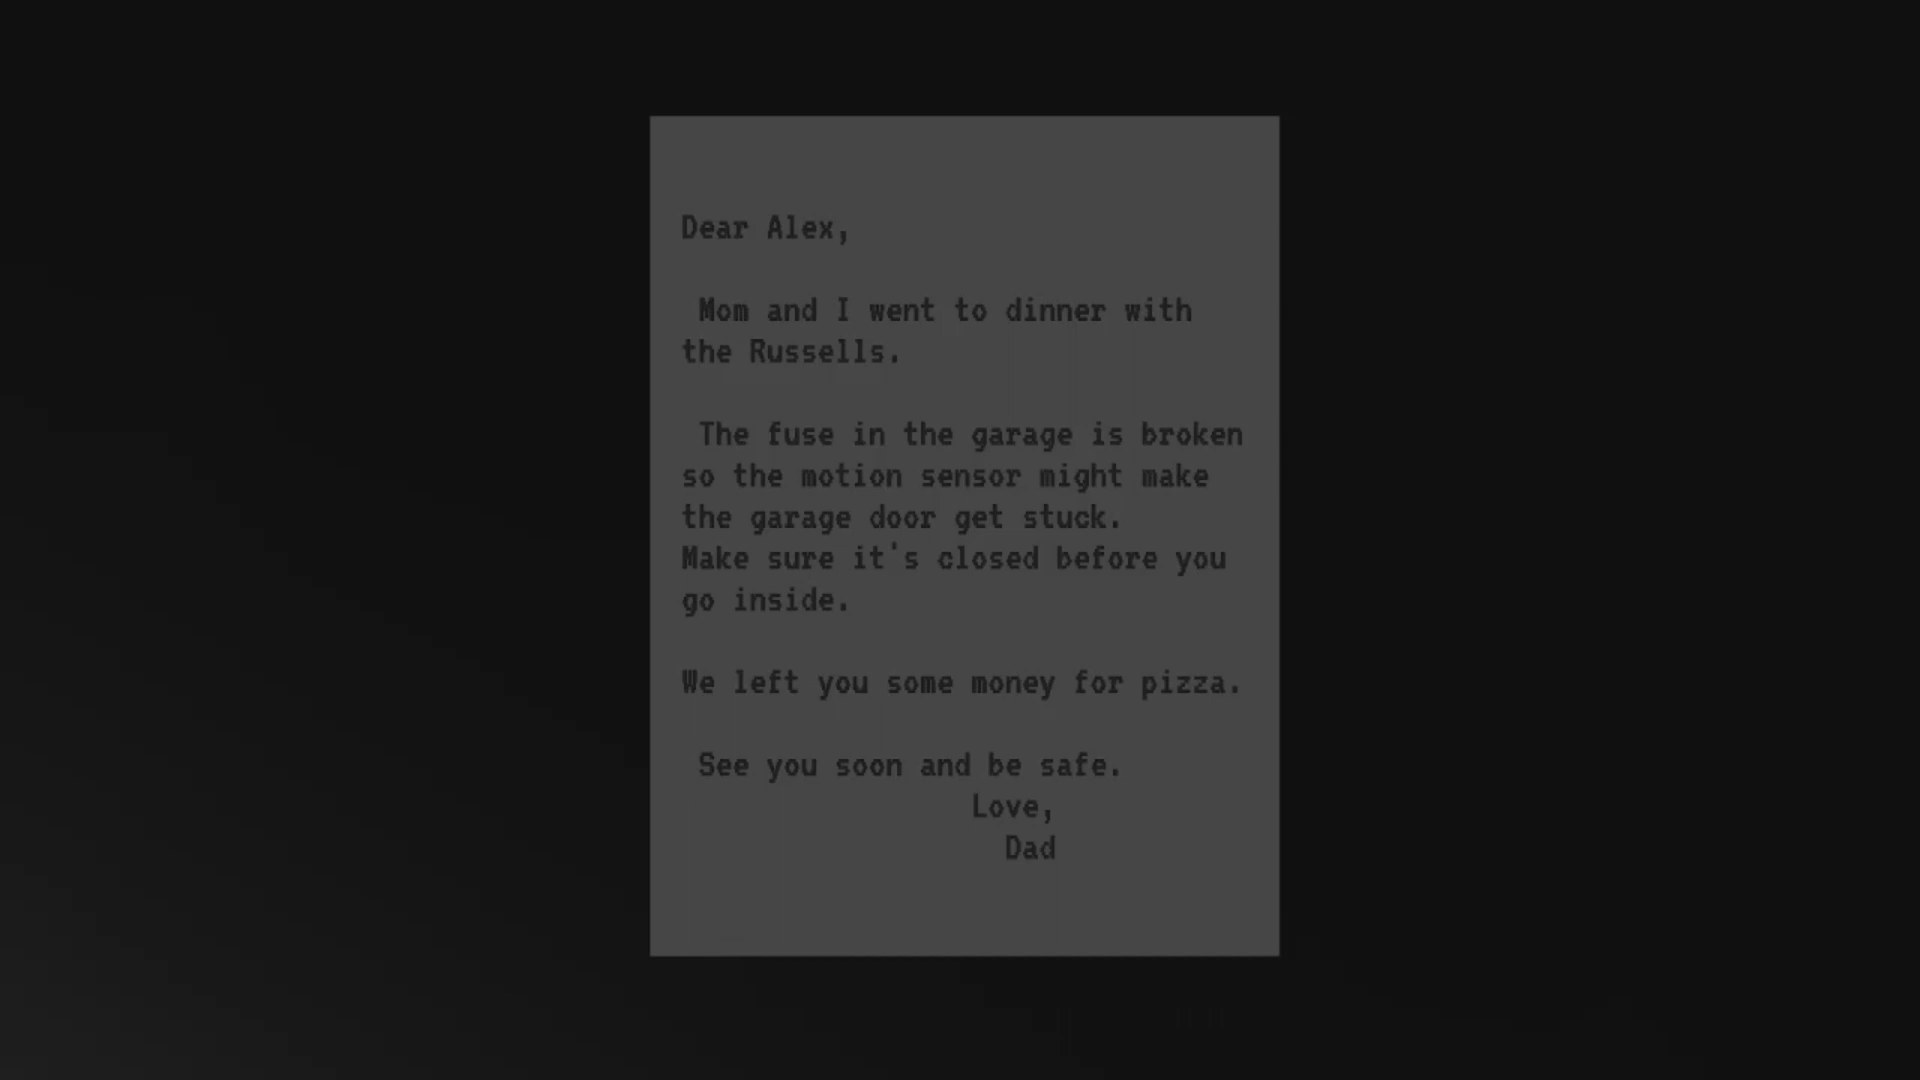 Dear Alex,
Mom and I went to dinner with
the Russells.
The fuse in the garage is broken
so the motion sensor might make
the garage door get stuck.
Make sure it's closed before you
go inside.
We left you some money for pizza.
See you soon and be safe.
Love,
Dad